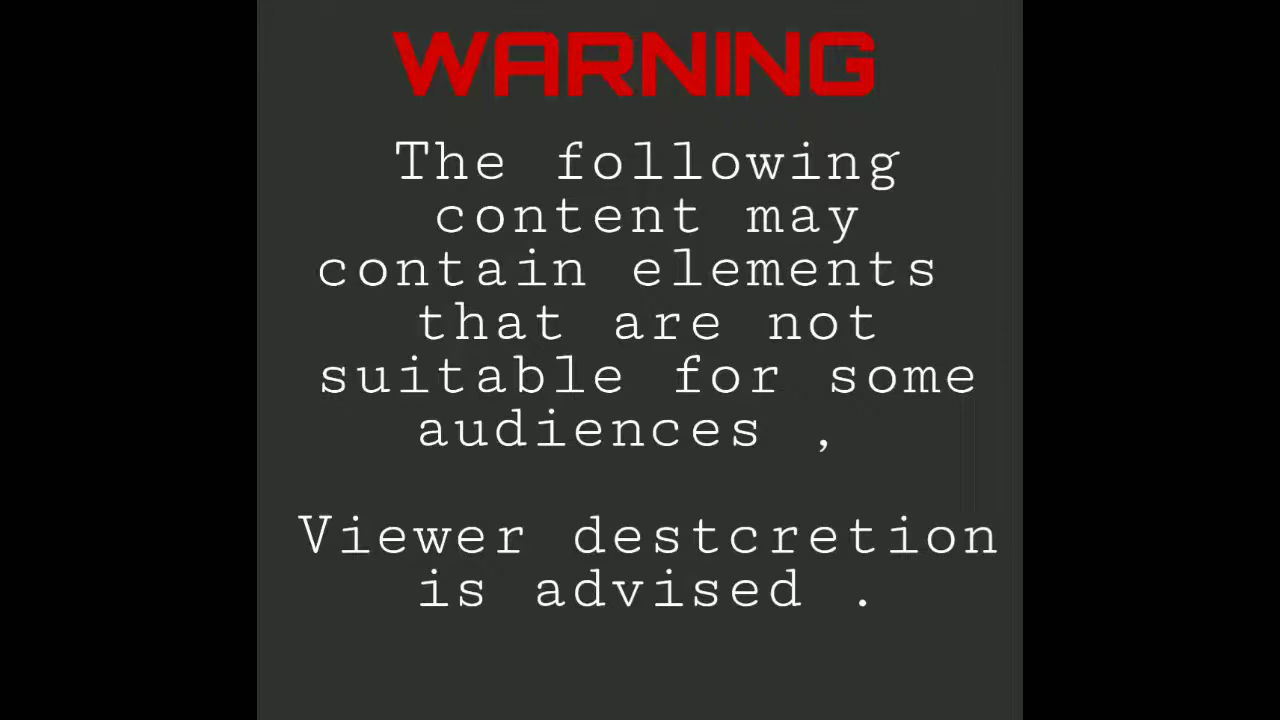 WARNING
The following
content may
contain elements
that are not
suitable for some
audiences ,
Viewer destcretion
is advised .